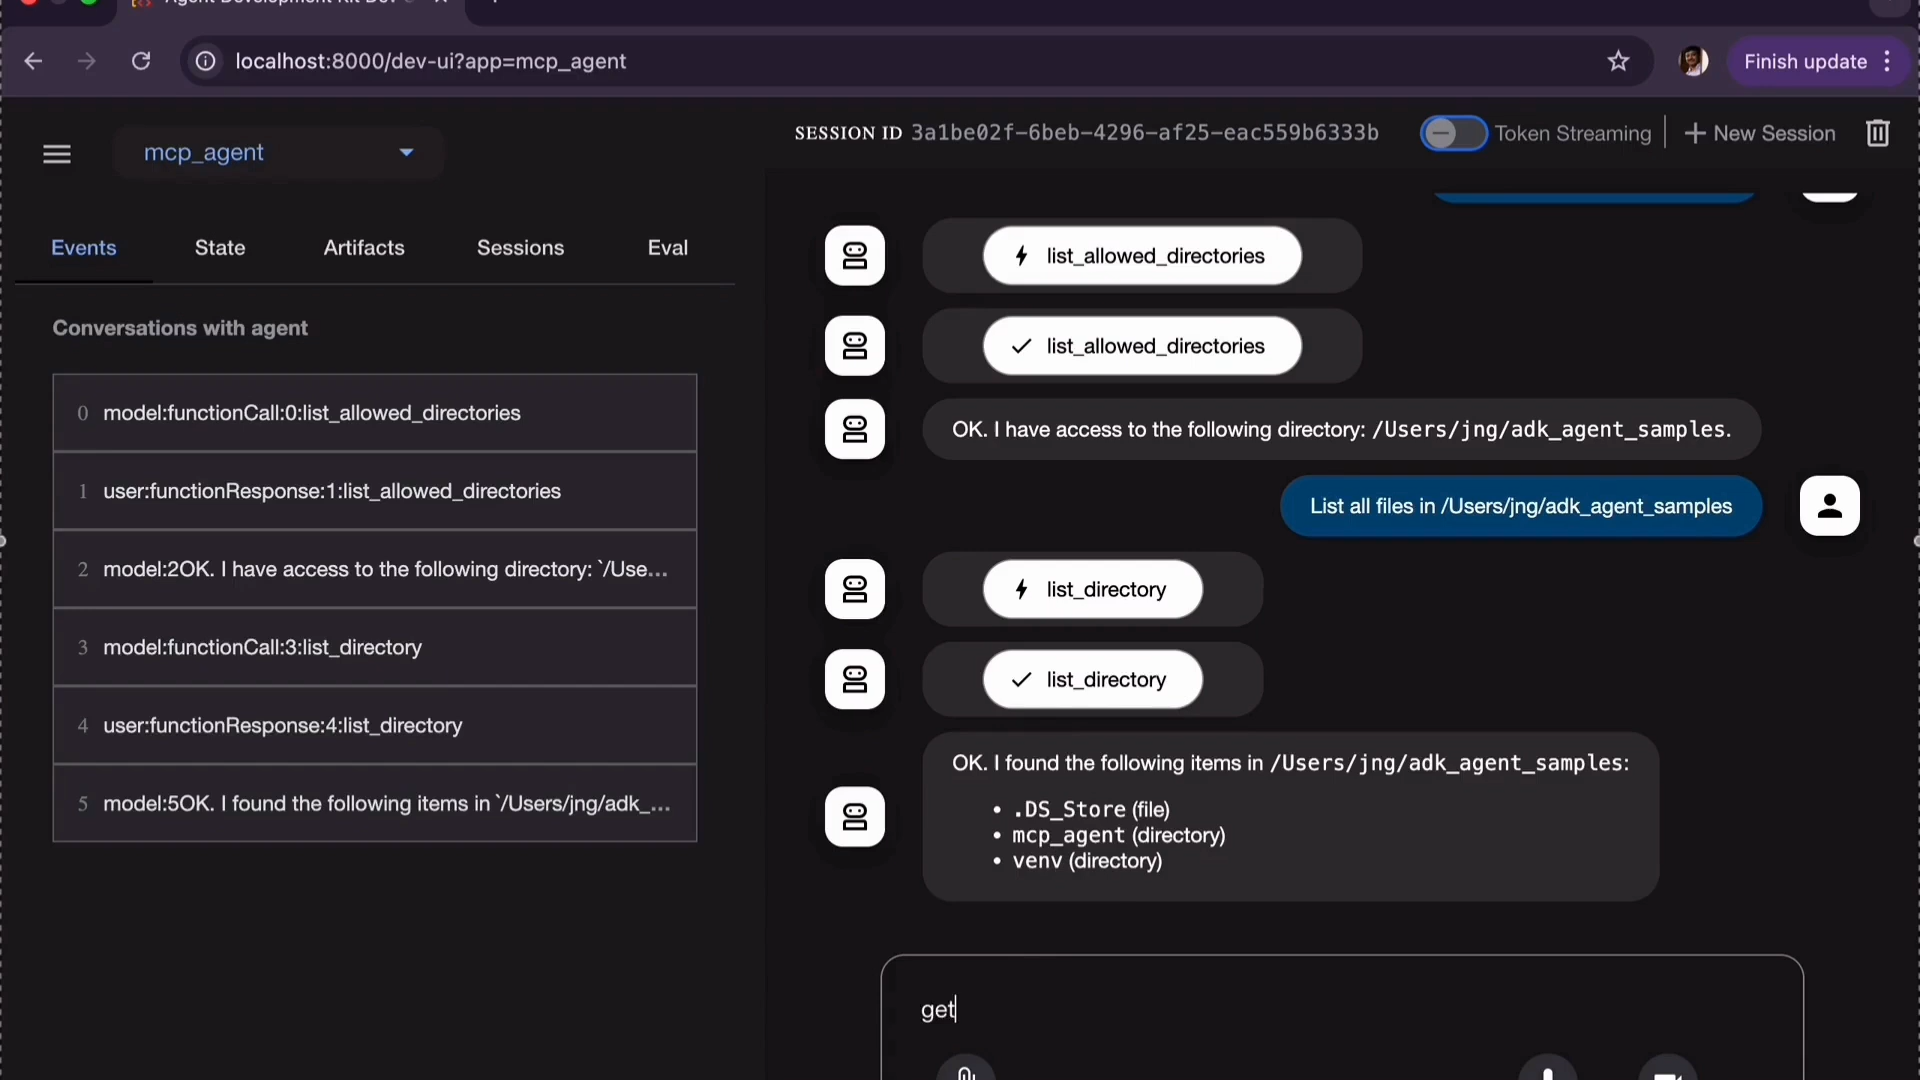 localhost:8000/dev-ui?app=mcp_agent
Finish update
mcp_agent
SESSION ID 3a1be02f-6beb-4296-af25-eac559b6333b
Token Streaming
New Session
Events
State
Artifacts
Sessions
Eval
Conversations with agent
0 model:functionCall:0:list_allowed_directories
1 user:functionResponse:1:list_allowed_directories
2 model:2OK. I have access to the following directory: `/Use...
3 model:functionCall:3:list_directory
4 user:functionResponse:4:list_directory
5 model:5OK. I found the following items in `/Users/jng/adk_...
list_allowed_directories
list_allowed_directories
OK. I have access to the following directory: /Users/jng/adk_agent_samples.
List all files in /Users/jng/adk_agent_samples
list_directory
list_directory
OK. I found the following items in /Users/jng/adk_agent_samples:
• .DS_Store (file)
• mcp_agent (directory)
• venv (directory)
get